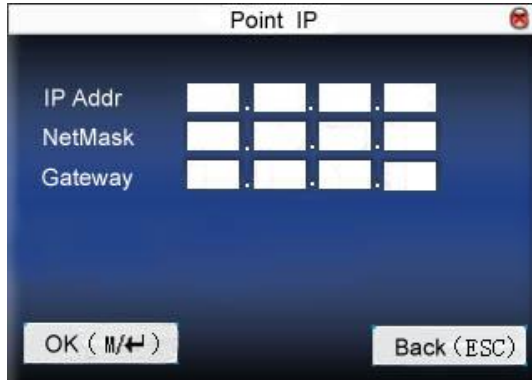 Point IP
IP Addr . . .
NetMask . . .
Gateway . . .
OK ( M/↵ ) Back (ESC)